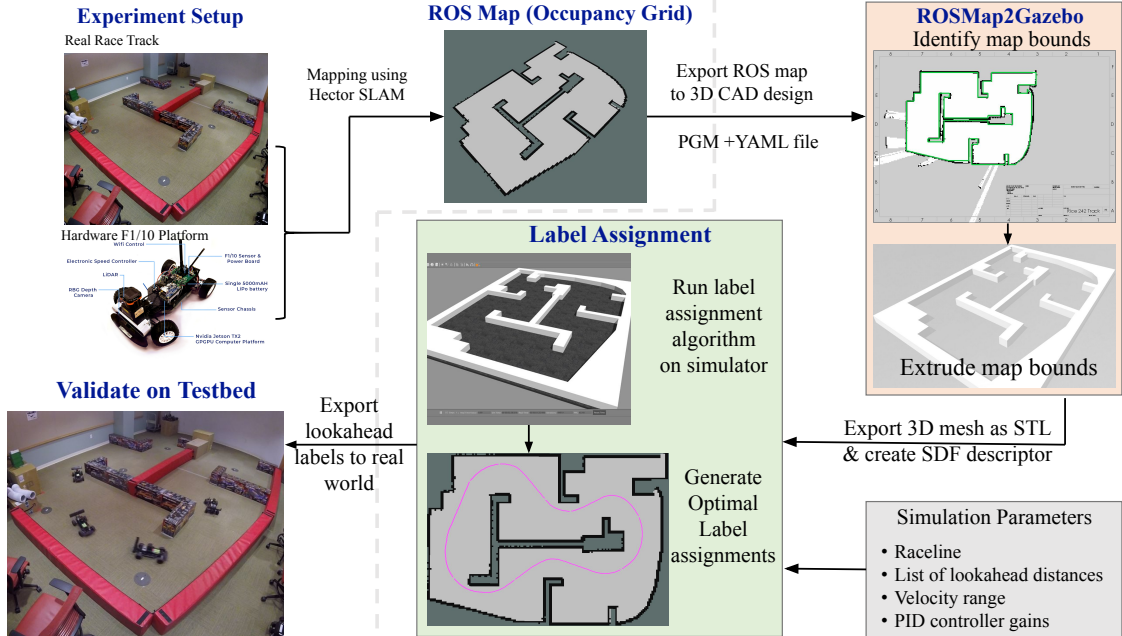 Experiment Setup
Real Race Track
Hardware F1/10 Platform
Wifi Control
Electronic Speed Controller
F1/10 Sensor &
Power Board
LiDAR
RBG Depth
Camera
Single 5000mAH
LiPo battery
Sensor Chassis
Nvidia Jetson TX2
GPGPU Computer Platform
Mapping using
Hector SLAM
ROS Map (Occupancy Grid)
Export ROS map
to 3D CAD design
PGM +YAML file
ROSMap2Gazebo
Identify map bounds
Extrude map bounds
Export 3D mesh as STL
& create SDF descriptor
Simulation Parameters
• Raceline
• List of lookahead distances
• Velocity range
• PID controller gains
Label Assignment
Run label
assignment
algorithm
on simulator
Generate
Optimal
Label
assignments
Export
lookahead
labels to real
world
Validate on Testbed